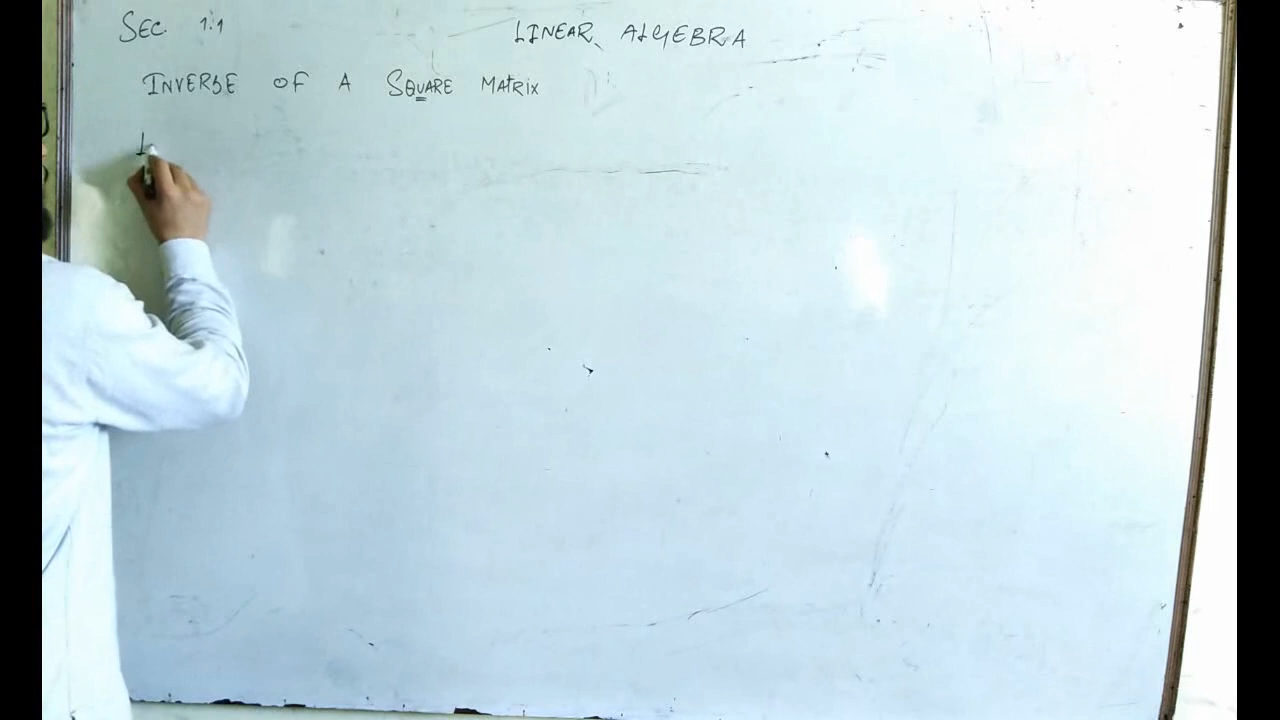 SEC. 1.1
LINEAR ALGEBRA
INVERSE OF A SQUARE MATRIX